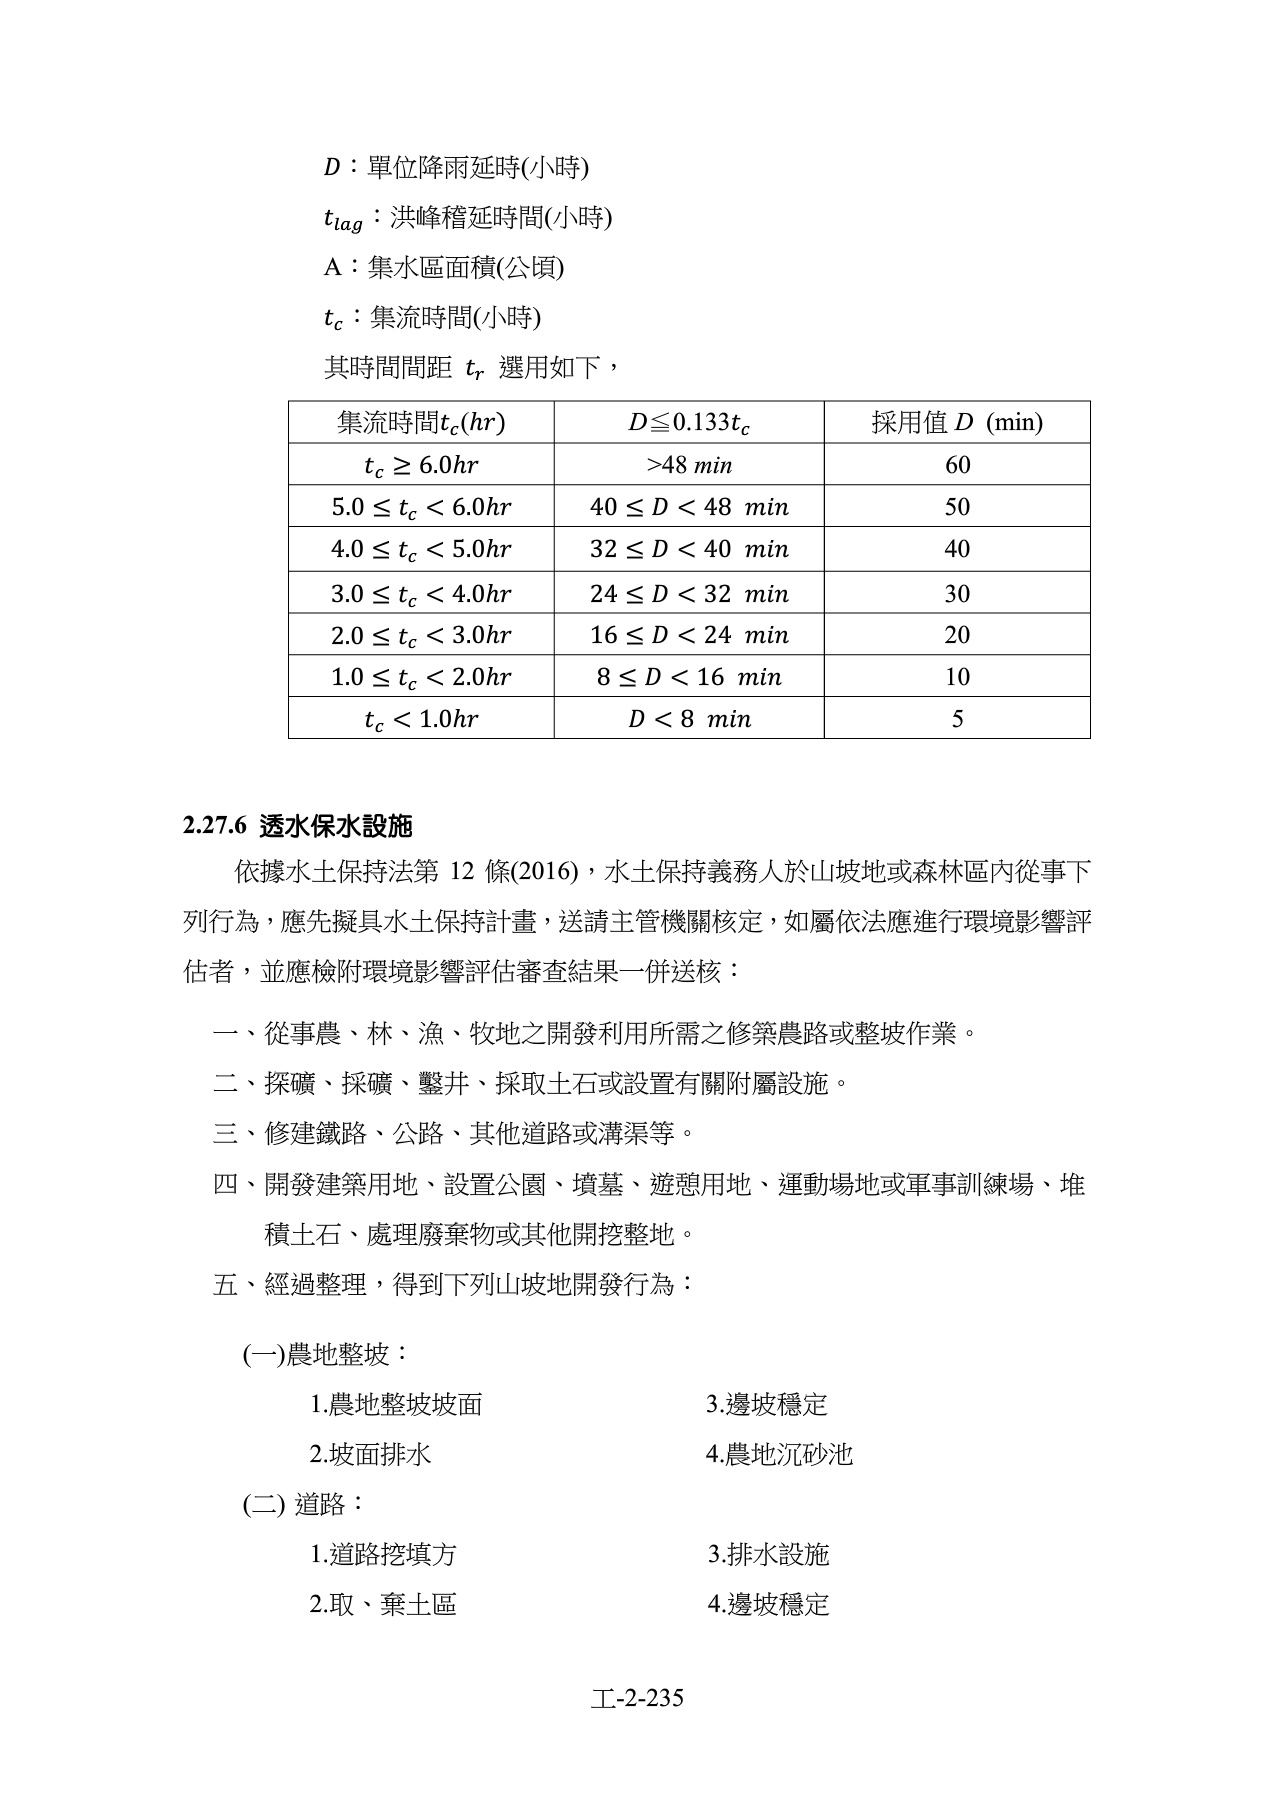 D：單位降雨延時(小時)
t_lag：洪峰稽延時間(小時)
A：集水區面積(公頃)
t_c：集流時間(小時)
其時間間距 t_r 選用如下，
集流時間t_c(hr) D≦0.133t_c 採用值 D (min)
t_c ≥ 6.0hr >48 min 60
5.0 ≤ t_c < 6.0hr 40 ≤ D < 48 min 50
4.0 ≤ t_c < 5.0hr 32 ≤ D < 40 min 40
3.0 ≤ t_c < 4.0hr 24 ≤ D < 32 min 30
2.0 ≤ t_c < 3.0hr 16 ≤ D < 24 min 20
1.0 ≤ t_c < 2.0hr 8 ≤ D < 16 min 10
t_c < 1.0hr D < 8 min 5
2.27.6 透水保水設施
依據水土保持法第 12 條(2016)，水土保持義務人於山坡地或森林區內從事下
列行為，應先擬具水土保持計畫，送請主管機關核定，如屬依法應進行環境影響評
估者，並應檢附環境影響評估審查結果一併送核：
一、從事農、林、漁、牧地之開發利用所需之修築農路或整坡作業。
二、探礦、採礦、鑿井、採取土石或設置有關附屬設施。
三、修建鐵路、公路、其他道路或溝渠等。
四、開發建築用地、設置公園、墳墓、遊憩用地、運動場地或軍事訓練場、堆
積土石、處理廢棄物或其他開挖整地。
五、經過整理，得到下列山坡地開發行為：
(一)農地整坡：
1.農地整坡坡面 3.邊坡穩定
2.坡面排水 4.農地沉砂池
(二) 道路：
1.道路挖填方 3.排水設施
2.取、棄土區 4.邊坡穩定
工-2-235